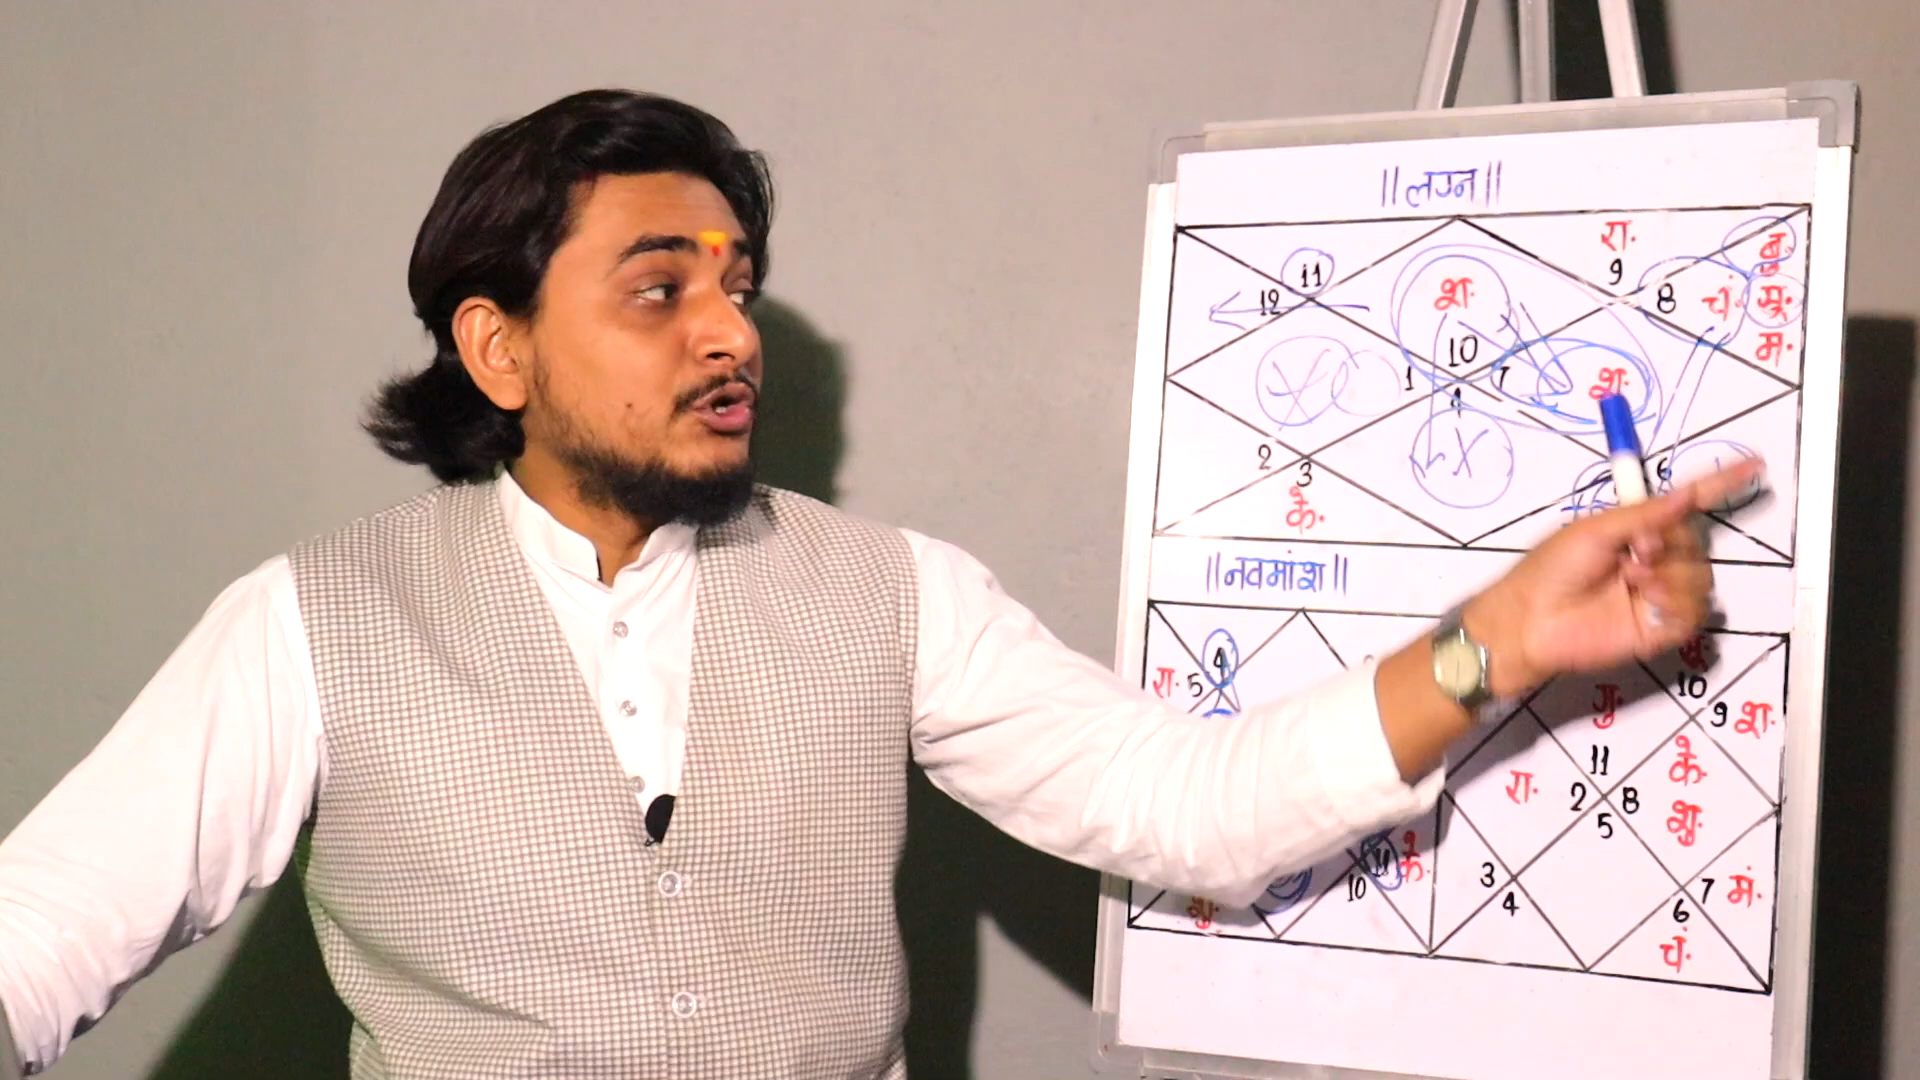 ||लग्न||
रा.
9
बु.
11
12
श.
10
8
चं.
सू.
मं.
1
7
4
शु.
2
3
6
के.
||नवमांश||
4
रा. 5
सू.
10
गु.
9 श.
11
के.
रा.
2
8
5
शु.
11
के.
10
3
4
7
मं.
6
चं.
शु.